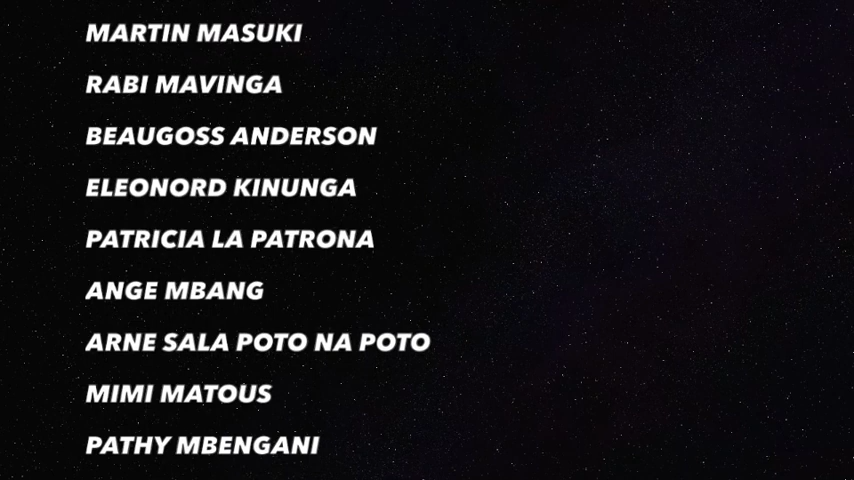 MARTIN MASUKI
RABI MAVINGA
BEAUGOSS ANDERSON
ELEONORD KINUNGA
PATRICIA LA PATRONA
ANGE MBANG
ARNE SALA POTO NA POTO
MIMI MATOUS
PATHY MBENGANI